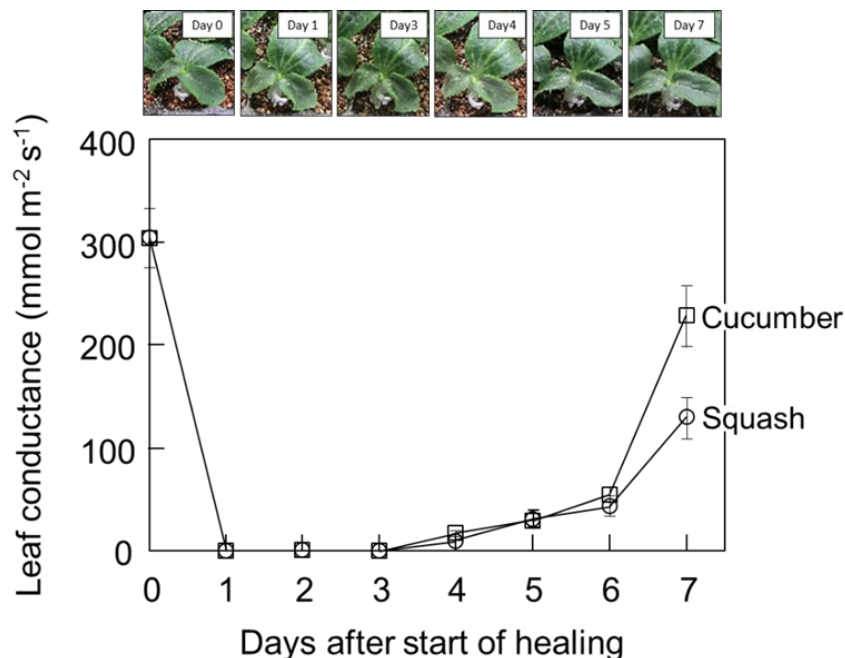 Day 0
Day 1
Day3
Day4
Day 5
Day 7
Leaf conductance (mmol m⁻² s⁻¹)
400
300
200
100
0
Cucumber
Squash
0 1 2 3 4 5 6 7
Days after start of healing